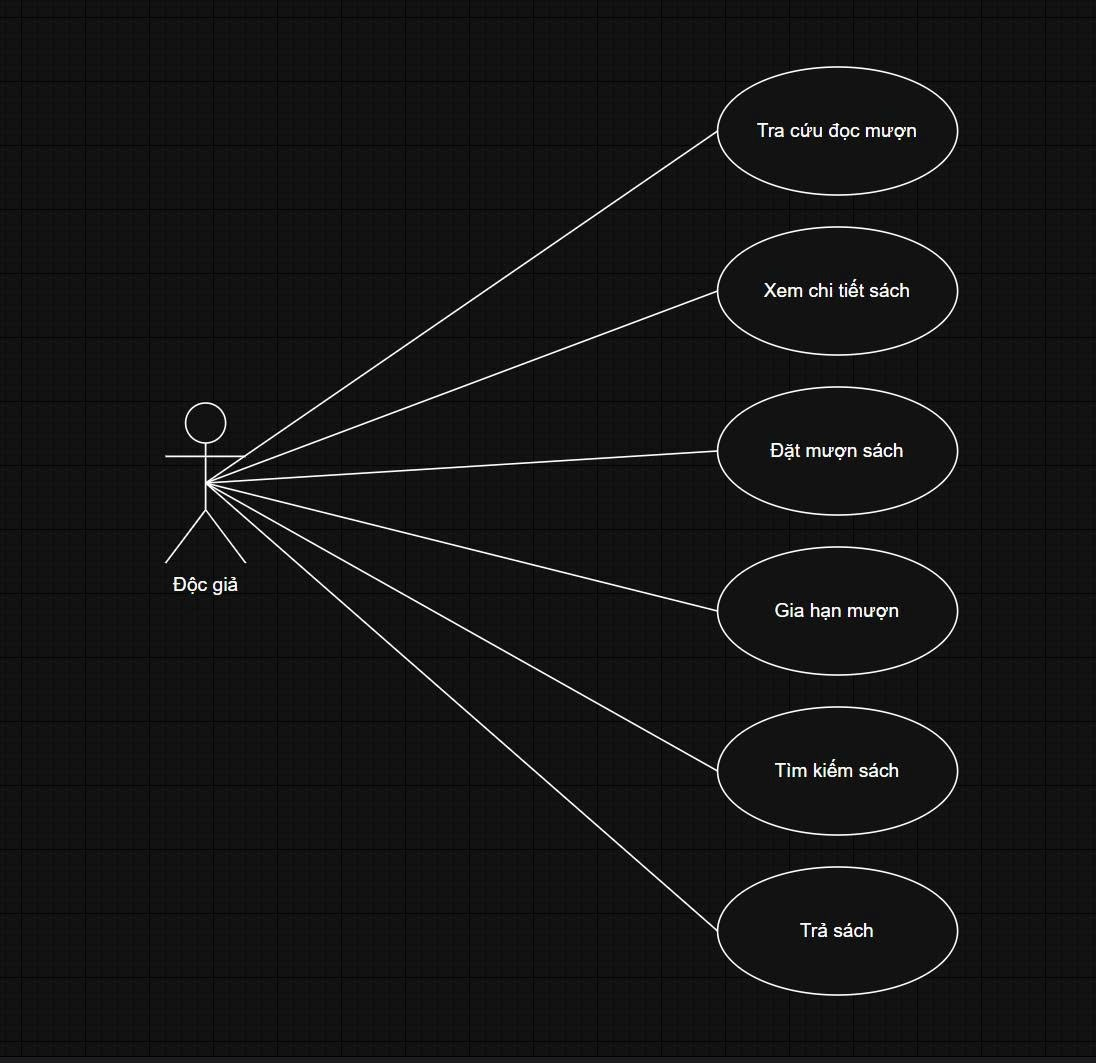 Tra cứu đọc mượn
Xem chi tiết sách
Đặt mượn sách
Gia hạn mượn
Độc giả
Tìm kiếm sách
Trả sách